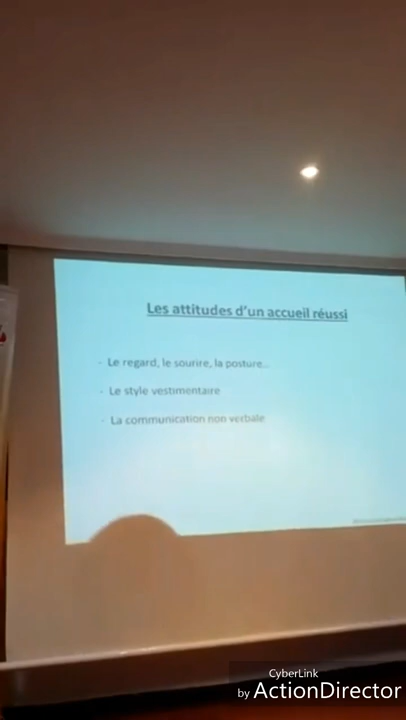 Les attitudes d'un accueil réussi
- Le regard, le sourire, la posture...
- Le style vestimentaire
- La communication non verbale
CyberLink
by ActionDirector